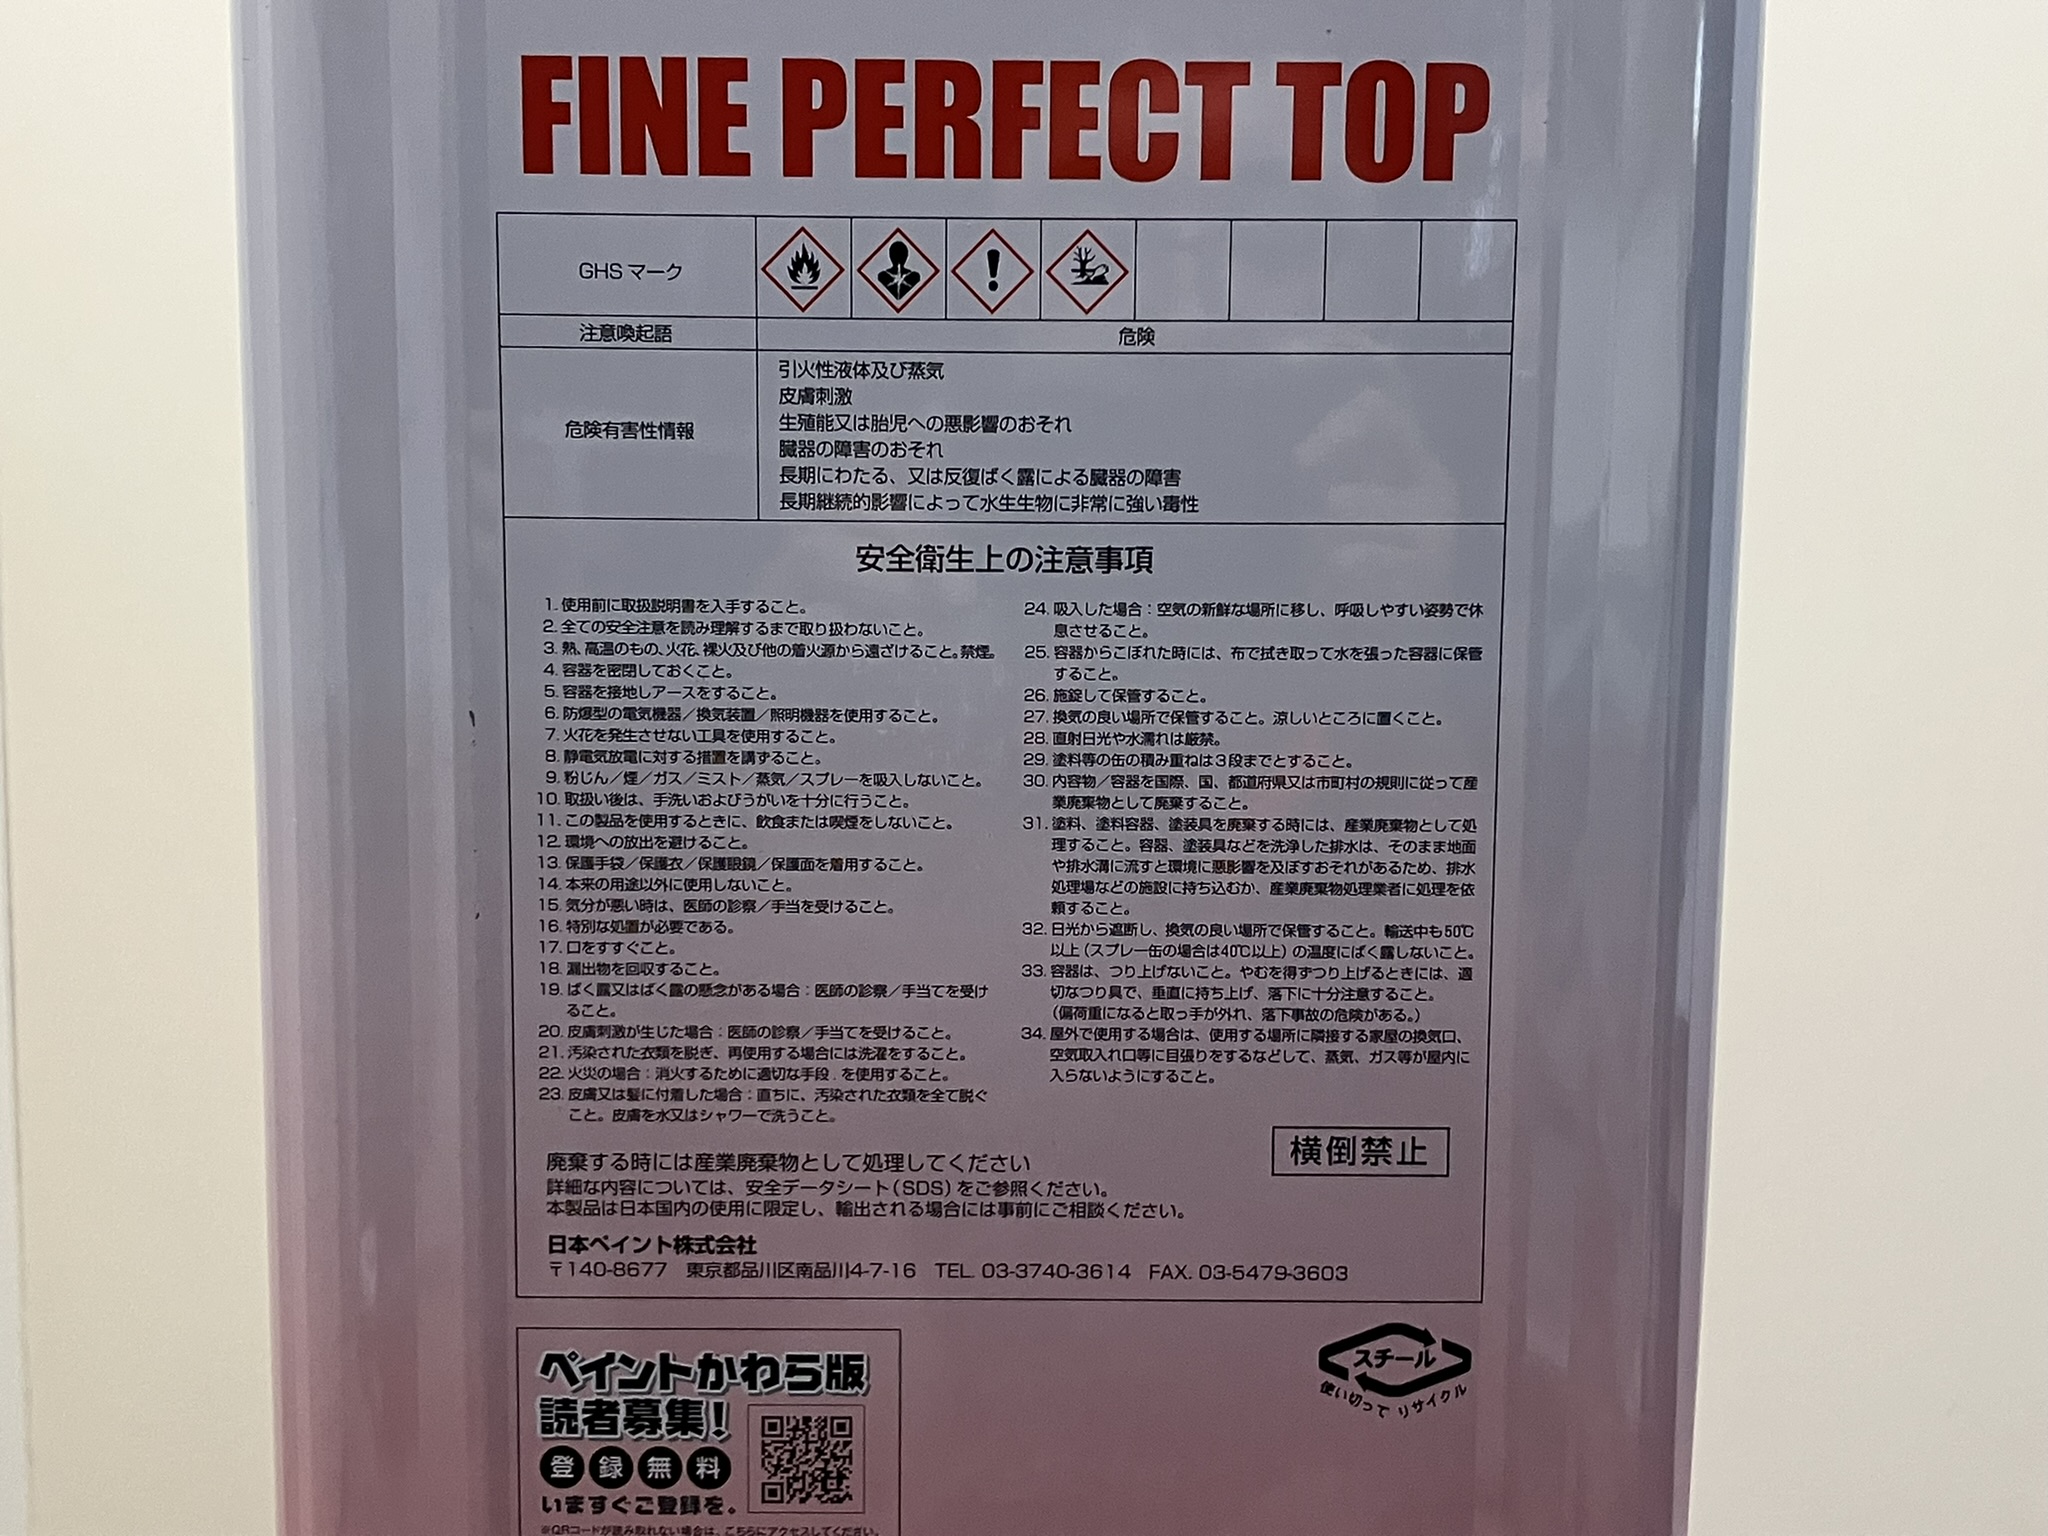 FINE PERFECT TOP
GHSマーク
注意喚起語
危険
危険有害性情報
引火性液体及び蒸気
皮膚刺激
生殖能又は胎児への悪影響のおそれ
臓器の障害のおそれ
長期にわたる、又は反復ばく露による臓器の障害
長期継続的影響によって水生生物に非常に強い毒性
安全衛生上の注意事項
1. 使用前に取扱説明書を入手すること。
2. 全ての安全注意を読み理解するまで取り扱わないこと。
3. 熱、高温のもの、火花、裸火及び他の着火源から遠ざけること。禁煙。
4. 容器を密閉しておくこと。
5. 容器を接地しアースをすること。
6. 防爆型の電気機器／換気装置／照明機器を使用すること。
7. 火花を発生させない工具を使用すること。
8. 静電気放電に対する措置を講ずること。
9. 粉じん／煙／ガス／ミスト／蒸気／スプレーを吸入しないこと。
10. 取扱い後は、手洗いおよびうがいを十分に行うこと。
11. この製品を使用するときに、飲食または喫煙をしないこと。
12. 環境への放出を避けること。
13. 保護手袋／保護衣／保護眼鏡／保護面を着用すること。
14. 本来の用途以外に使用しないこと。
15. 気分が悪い時は、医師の診察／手当を受けること。
16. 特別な処置が必要である。
17. 口をすすぐこと。
18. 漏出物を回収すること。
19. ばく露又はばく露の懸念がある場合：医師の診察／手当てを受け
ること。
20. 皮膚刺激が生じた場合：医師の診察／手当てを受けること。
21. 汚染された衣類を脱ぎ、再使用する場合には洗濯をすること。
22. 火災の場合：消火するために適切な手段．を使用すること。
23. 皮膚又は髪に付着した場合：直ちに、汚染された衣類を全て脱ぐ
こと。皮膚を水又はシャワーで洗うこと。
24. 吸入した場合：空気の新鮮な場所に移し、呼吸しやすい姿勢で休
息させること。
25. 容器からこぼれた時には、布で拭き取って水を張った容器に保管
すること。
26. 施錠して保管すること。
27. 換気の良い場所で保管すること。涼しいところに置くこと。
28. 直射日光や水濡れは厳禁。
29. 塗料等の缶の積み重ねは3段までとすること。
30. 内容物／容器を国際、国、都道府県又は市町村の規則に従って産
業廃棄物として廃棄すること。
31. 塗料、塗料容器、塗装具を廃棄する時には、産業廃棄物として処
理すること。容器、塗装具などを洗浄した排水は、そのまま地面
や排水溝に流すと環境に悪影響を及ぼすおそれがあるため、排水
処理場などの施設に持ち込むか、産業廃棄物処理業者に処理を依
頼すること。
32. 日光から遮断し、換気の良い場所で保管すること。輸送中も50℃
以上（スプレー缶の場合は40℃以上）の温度にばく露しないこと。
33. 容器は、つり上げないこと。やむを得ずつり上げるときには、適
切なつり具で、垂直に持ち上げ、落下に十分注意すること。
（偏荷重になると取っ手が外れ、落下事故の危険がある。）
34. 屋外で使用する場合は、使用する場所に隣接する家屋の換気口、
空気取入れ口等に目張りをするなどして、蒸気、ガス等が屋内に
入らないようにすること。
横倒禁止
廃棄する時には産業廃棄物として処理してください
詳細な内容については、安全データシート（SDS）をご参照ください。
本製品は日本国内の使用に限定し、輸出される場合には事前にご相談ください。
日本ペイント株式会社
〒140-8677 東京都品川区南品川4-7-16 TEL. 03-3740-3614 FAX. 03-5479-3603
ペイントかわら版
読者募集！
登録無料
いますぐご登録を。
※QRコードが読み取れない場合は、こちらにアクセスしてください。
スチール
使い切って リサイクル